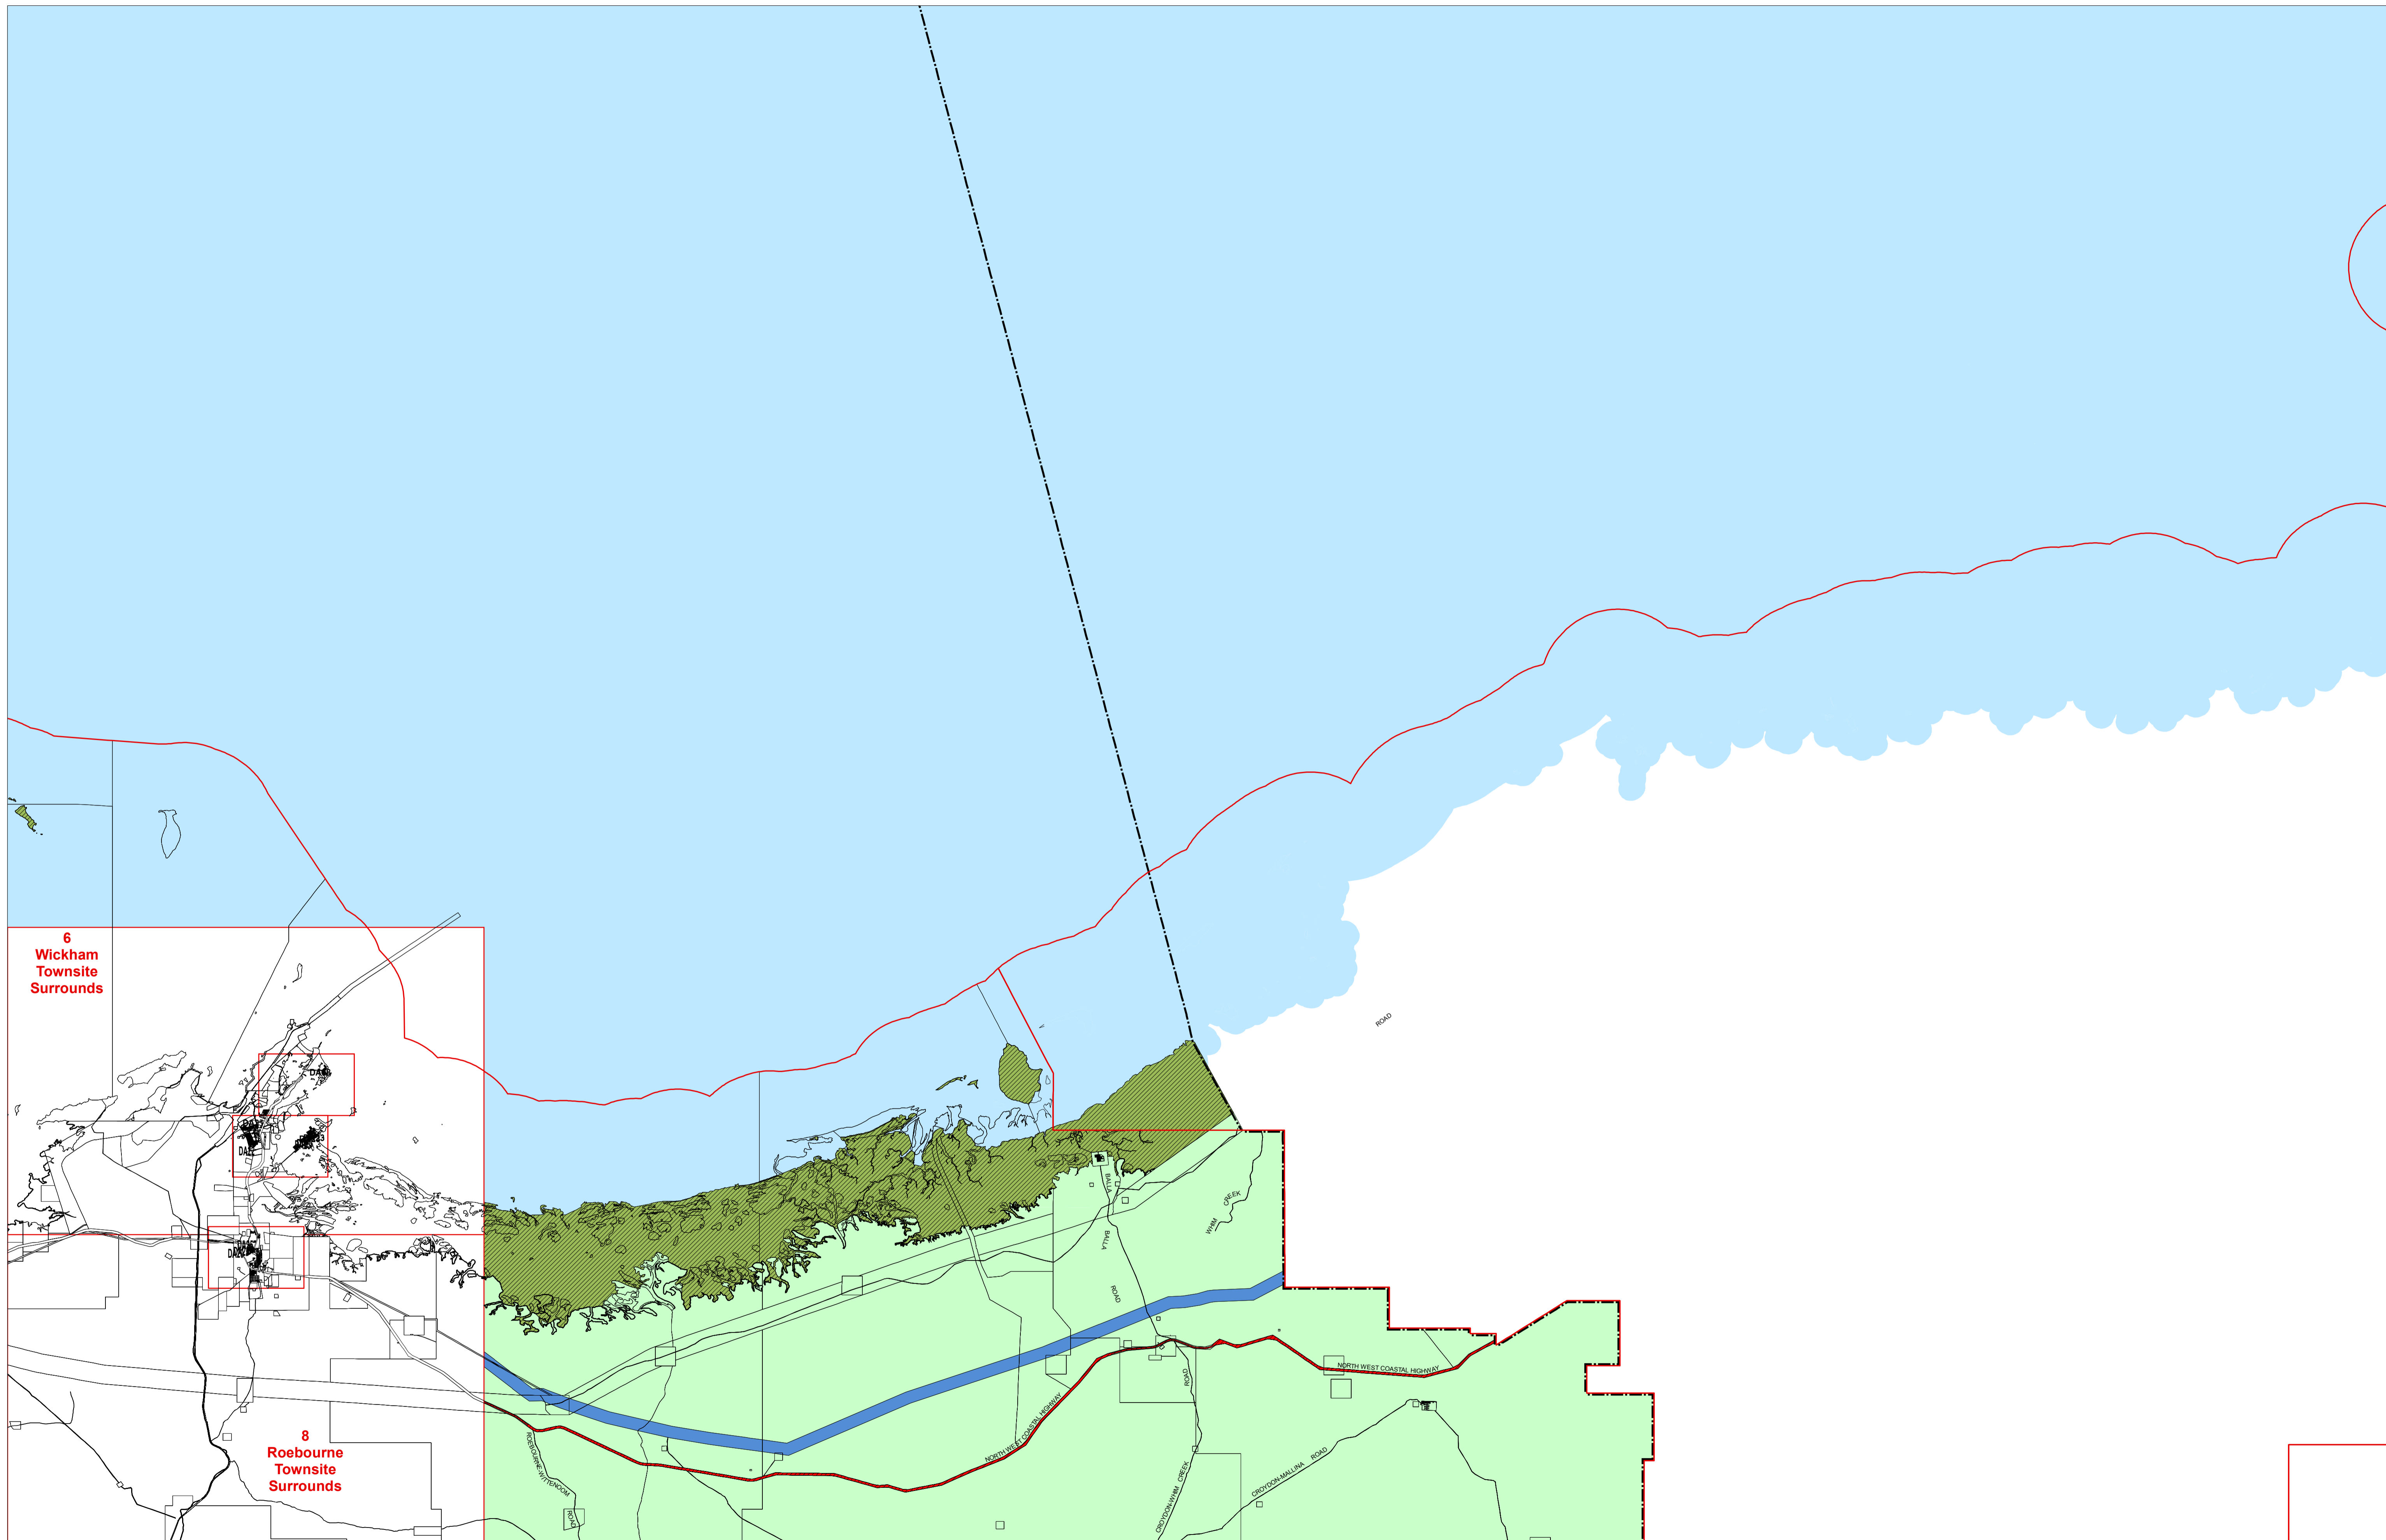 6
Wickham
Townsite
Surrounds
ROAD
BALLA
CREEK
WHIM
BALLA
ROAD
NORTH WEST COASTAL HIGHWAY
ROAD
NORTH WEST COASTAL HIGHWAY
8
Roebourne
Townsite
Surrounds
ROEBOURNE-WITTENOOM
ROAD
CROYDON-WHIM CREEK
CROYDON-MALLINA ROAD